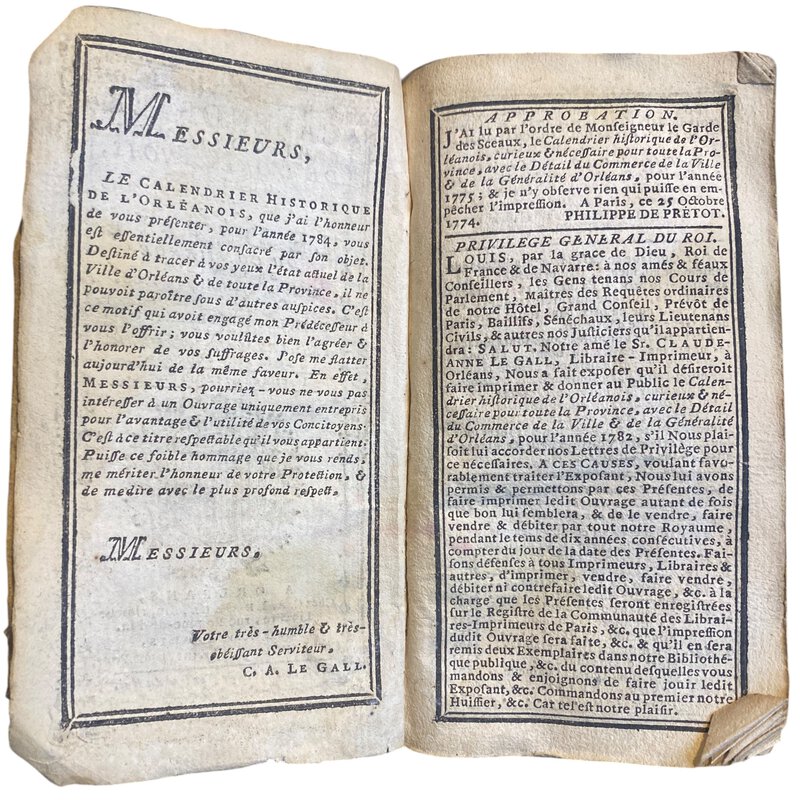 MESSIEURS,
LE CALENDRIER HISTORIQUE
DE L'ORLÉANOIS, que j'ai l'honneur
de vous présenter, pour l'année 1784, vous
est essentiellement consacré par son objet.
Destiné à tracer à vos yeux l'état actuel de la
Ville d'Orléans & de toute la Province, il ne
pouvoit paroître sous d'autres auspices. C'est
ce motif qui avoit engagé mon Prédécesseur à
vous l'offrir; vous voulûtes bien l'agréer &
l'honorer de vos suffrages. J'ose me flatter
aujourd'hui de la même faveur. En effet,
MESSIEURS, pourriez-vous ne vous pas
intéresser à un Ouvrage uniquement entrepris
pour l'avantage & l'utilité de vos Concitoyens.
C'est à ce titre respectable qu'il vous appartient:
Puisse ce foible hommage que je vous rends,
me mériter l'honneur de votre Protection, &
de me dire avec le plus profond respect,
MESSIEURS,
Votre très-humble & très-
obéissant Serviteur,
C. A. LE GALL.
APPROBATION.
J'AI lu par l'ordre de Monseigneur le Garde
des Sceaux, le Calendrier historique de l'Or-
léanois, curieux & nécessaire pour toute la Pro-
vince, avec le Détail du Commerce de la Ville
& de la Généralité d'Orléans, pour l'année
1775; & je n'y observe rien qui puisse en em-
pêcher l'impression. A Paris, ce 25 Octobre
1774. PHILIPPE DE PRÉTOT.
PRIVILEGE GENERAL DU ROI.
LOUIS, par la grace de Dieu, Roi de
France & de Navarre: à nos amés & féaux
Conseillers, les Gens tenans nos Cours de
Parlement, Maîtres des Requêtes ordinaires
de notre Hôtel, Grand Conseil, Prévôt de
Paris, Baillifs, Sénéchaux, leurs Lieutenans
Civils, & autres nos Justiciers qu'il appartien-
dra: SALUT. Notre amé le Sr. CLAUDE-
ANNE LE GALL, Libraire-Imprimeur, à
Orléans, Nous a fait exposer qu'il désireroit
faire imprimer & donner au Public le Calen-
drier historique de l'Orléanois, curieux & né-
cessaire pour toute la Province, avec le Détail
du Commerce de la Ville & de la Généralité
d'Orléans, pour l'année 1782, s'il Nous plai-
soit lui accorder nos Lettres de Privilège pour
ce nécessaires. A CES CAUSES, voulant favo-
rablement traiter l'Exposant, Nous lui avons
permis & permettons par ces Présentes, de
faire imprimer ledit Ouvrage autant de fois
que bon lui semblera, & de le vendre, faire
vendre & débiter par tout notre Royaume,
pendant le tems de dix années consécutives, à
compter du jour de la date des Présentes. Fai-
sons défenses à tous Imprimeurs, Libraires &
autres, d'imprimer, vendre, faire vendre,
débiter ni contrefaire ledit Ouvrage, &c. à la
charge que les Présentes seront enregistrées
sur le Registre de la Communauté des Librai-
res-Imprimeurs de Paris, &c. que l'impression
dudit Ouvrage sera faite, &c. & qu'il en sera
remis deux Exemplaires dans notre Bibliothé-
que publique, &c. du contenu desquelles vous
mandons & enjoignons de faire jouir ledit
Exposant, &c. Commandons au premier notre
Huissier, &c. Car tel est notre plaisir.